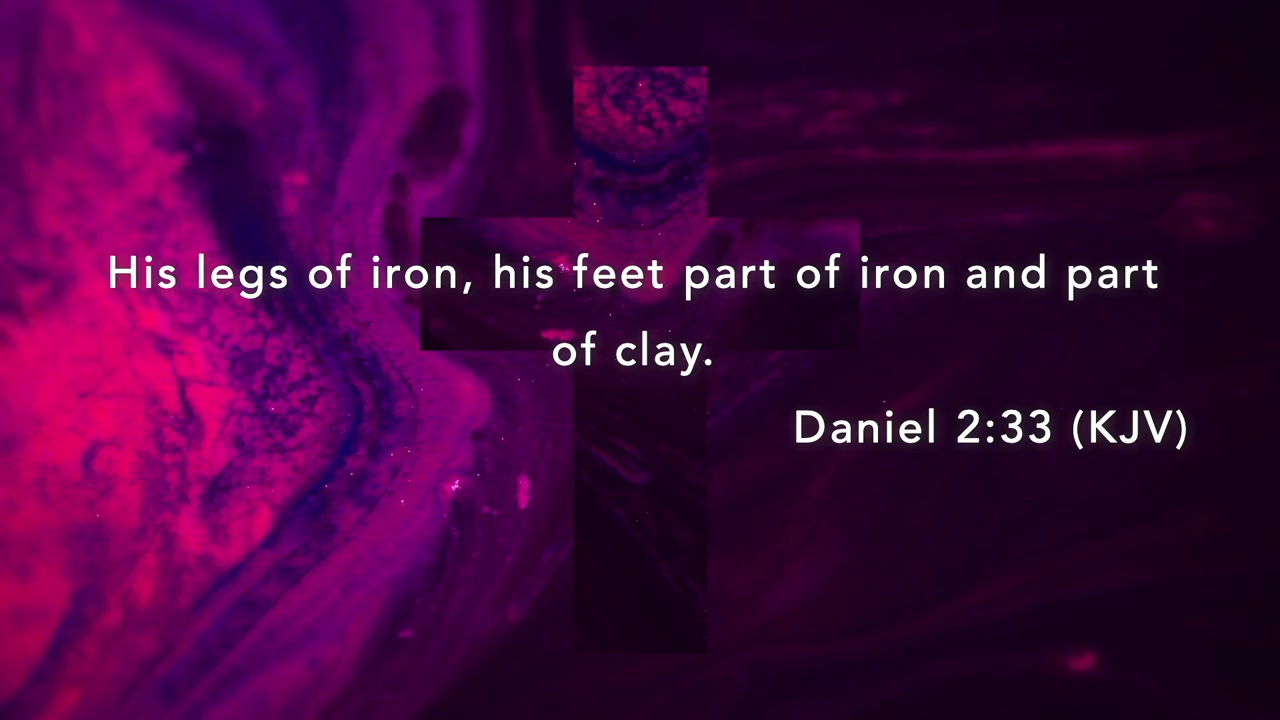 His legs of iron, his feet part of iron and part
of clay.
Daniel 2:33 (KJV)